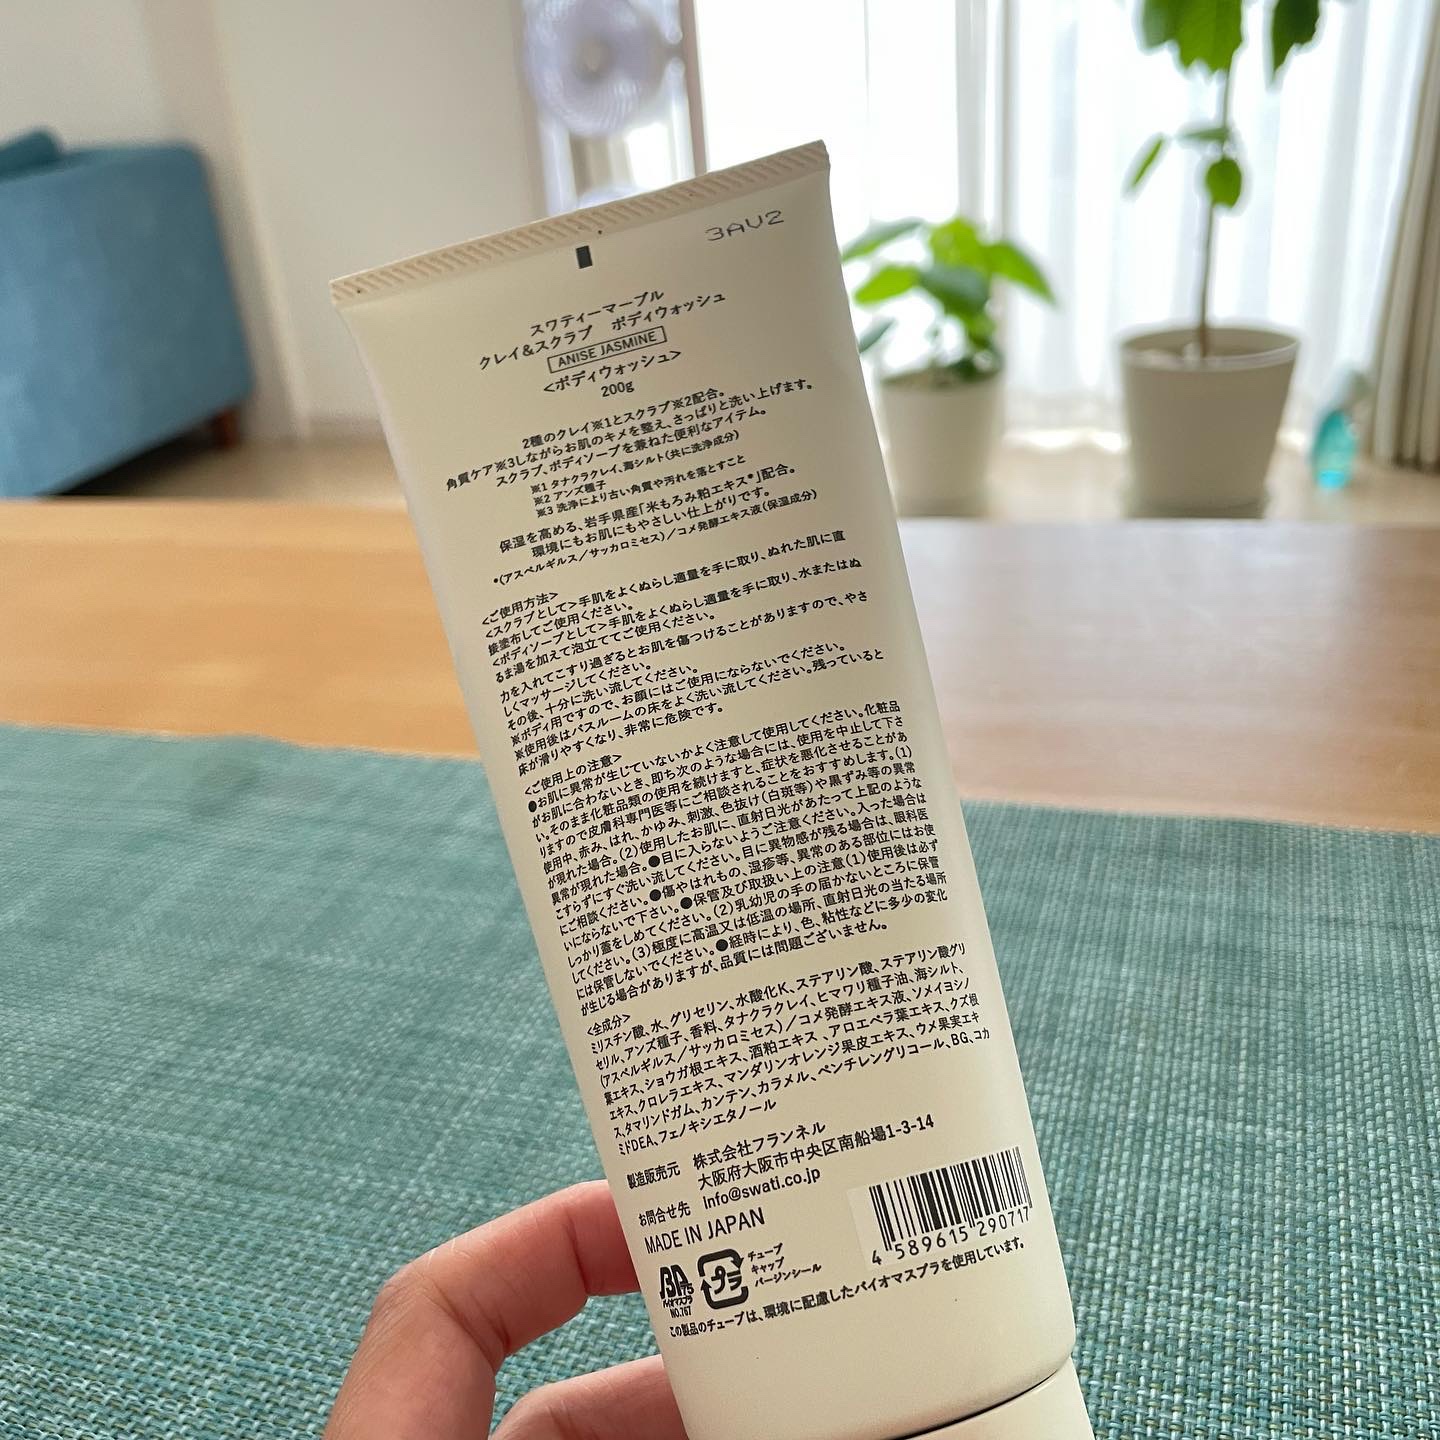 3AV2
スワティーマーブル
クレイ&スクラブ ボディウォッシュ
ANISE JASMINE
<ボディウォッシュ>
200g
2種のクレイ※1とスクラブ※2配合。
角質ケア※3しながらお肌のキメを整え、さっぱりと洗い上げます。
スクラブ、ボディソープを兼ねた便利なアイテム。
※1 タナクラクレイ、海シルト(共に洗浄成分)
※2 アンズ種子
※3 洗浄により古い角質や汚れを落とすこと
保湿を高める、岩手県産「米もろみ粕エキス*」配合。
環境にもお肌にもやさしい仕上がりです。
*(アスペルギルス/サッカロミセス)/コメ発酵エキス液(保湿成分)
<ご使用方法>
<スクラブとして>手肌をよくぬらし適量を手に取り、ぬれた肌に直
接塗布してご使用ください。
<ボディソープとして>手肌をよくぬらし適量を手に取り、水またはぬ
るま湯を加えて泡立ててご使用ください。
力を入れてこすり過ぎるとお肌を傷つけることがありますので、やさ
しくマッサージしてください。
その後、十分に洗い流してください。
※ボディ用ですので、お顔にはご使用にならないでください。
※使用後はバスルームの床をよく洗い流してください。残っていると
床が滑りやすくなり、非常に危険です。
<ご使用上の注意>
●お肌に異常が生じていないかよく注意して使用してください。化粧品
がお肌に合わないとき、即ち次のような場合には、使用を中止して下さ
い。そのまま化粧品類の使用を続けますと、症状を悪化させることがあ
りますので皮膚科専門医等にご相談されることをおすすめします。(1)
使用中、赤み、はれ、かゆみ、刺激、色抜け(白斑等)や黒ずみ等の異常
が現れた場合。(2)使用したお肌に、直射日光があたって上記のような
異常が現れた場合。●目に入らないようご注意ください。入った場合は
こすらずにすぐ洗い流してください。目に異物感が残る場合は、眼科医
にご相談ください。●傷やはれもの、湿疹等、異常のある部位にはお使
いにならないで下さい。●保管及び取扱い上の注意(1)使用後は必ず
しっかり蓋をしめてください。(2)乳幼児の手の届かないところに保管
してください。(3)極度に高温又は低温の場所、直射日光の当たる場所
には保管しないでください。●経時により、色、粘性などに多少の変化
が生じる場合がありますが、品質には問題ございません。
<全成分>
ミリスチン酸、水、グリセリン、水酸化K、ステアリン酸、ステアリン酸グリ
セリル、アンズ種子、香料、タナクラクレイ、ヒマワリ種子油、海シルト、
(アスペルギルス/サッカロミセス)/コメ発酵エキス液、ソメイヨシノ
葉エキス、ショウガ根エキス、酒粕エキス、アロエベラ葉エキス、クズ根
エキス、クロレラエキス、マンダリンオレンジ果皮エキス、ウメ果実エキ
ス、タマリンドガム、カンテン、カラメル、ペンチレングリコール、BG、コカ
ミドDEA、フェノキシエタノール
製造販売元 株式会社フランネル
大阪府大阪市中央区南船場1-3-14
お問合せ先 info@swati.co.jp
MADE IN JAPAN
4 589615 290717
BP 75
バイオマスプラ
NO.767
プラ
チューブ
キャップ
バージンシール
この製品のチューブは、環境に配慮したバイオマスプラを使用しています。